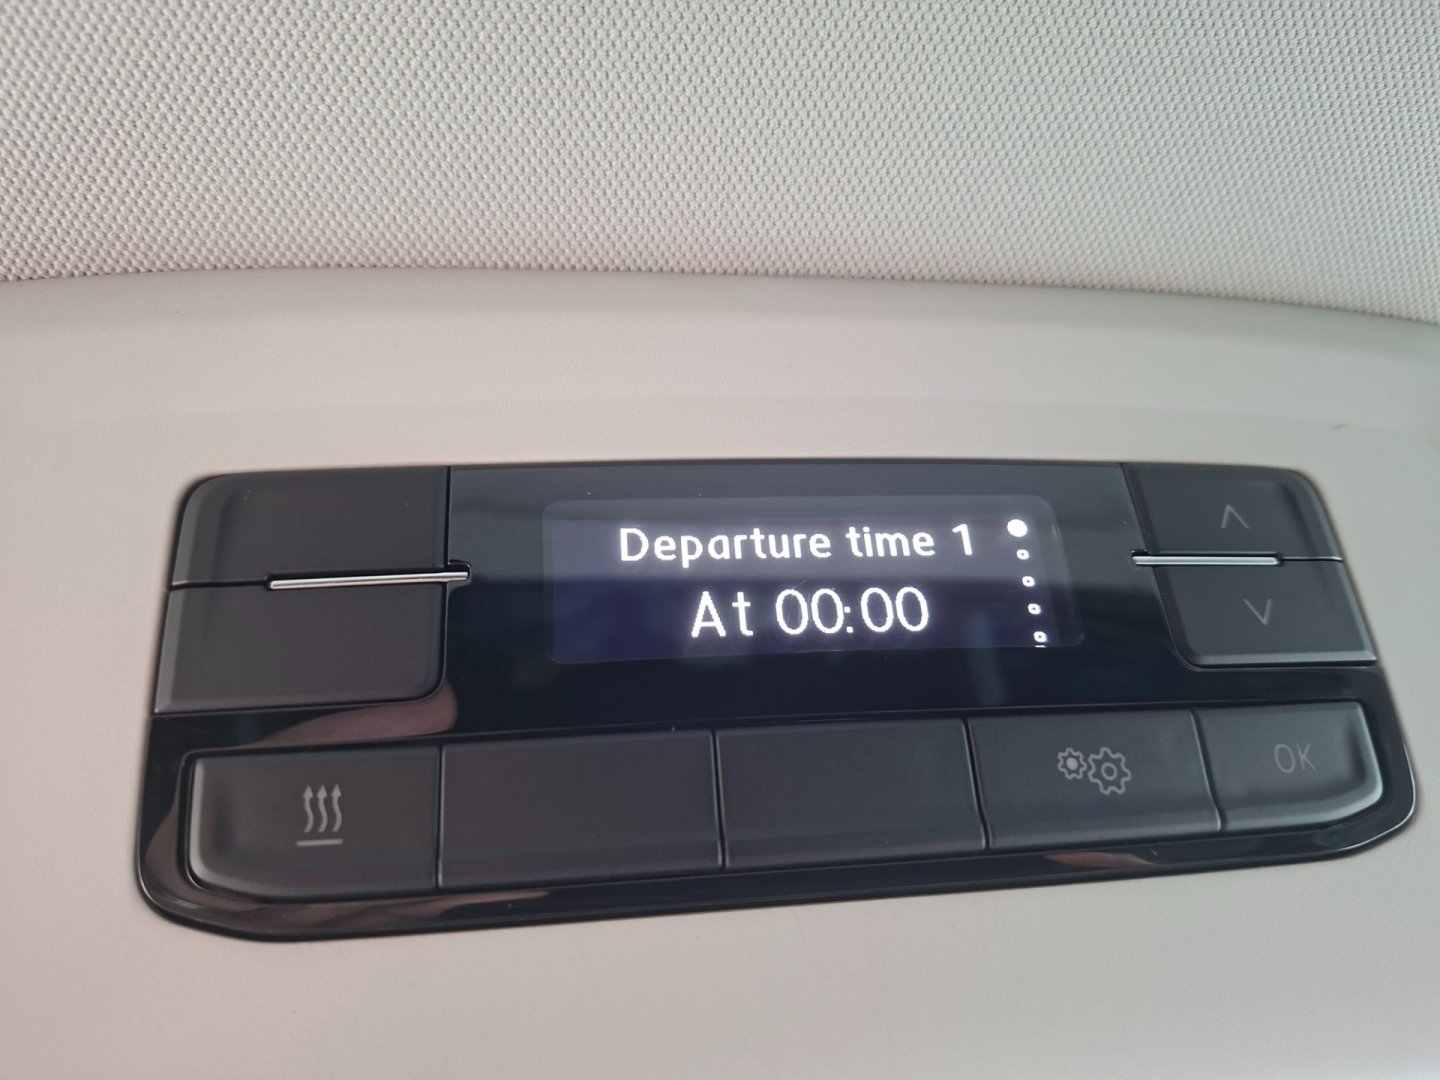 Departure time 1
At 00:00
OK